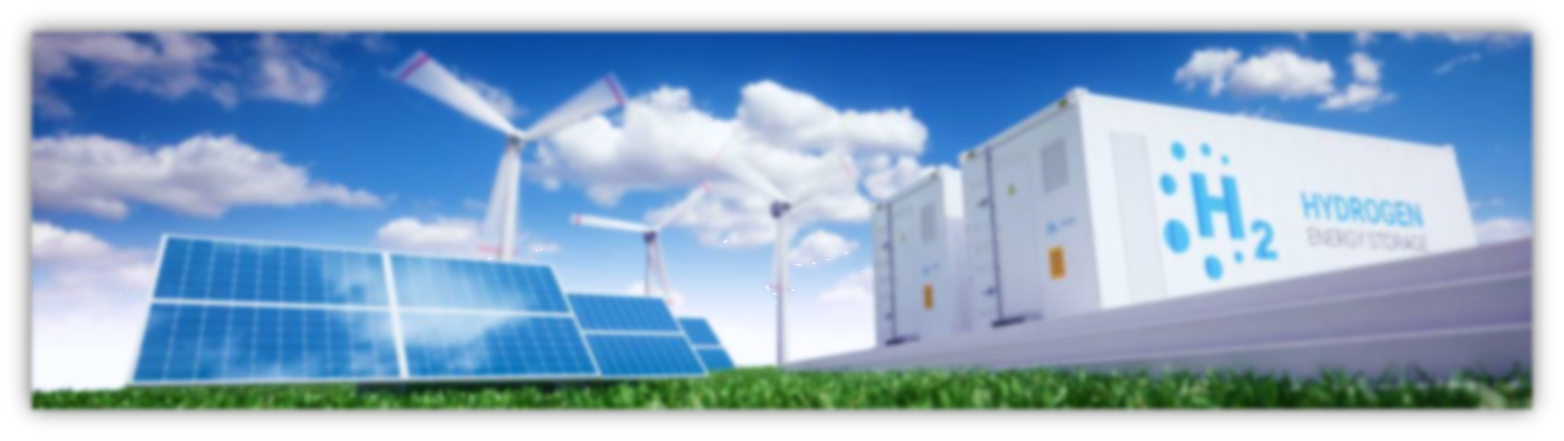 H2
HYDROGEN
ENERGY STORAGE